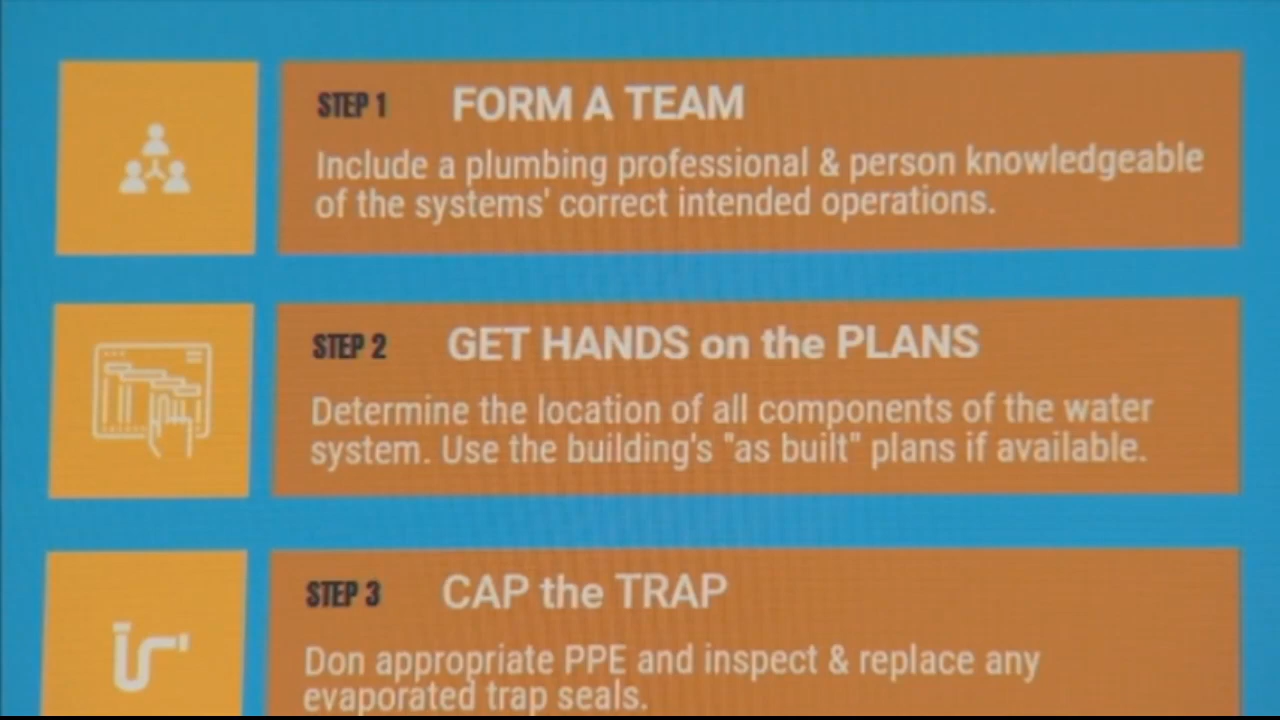 STEP 1 FORM A TEAM
Include a plumbing professional & person knowledgeable
of the systems' correct intended operations.
STEP 2 GET HANDS on the PLANS
Determine the location of all components of the water
system. Use the building's "as built" plans if available.
STEP 3 CAP the TRAP
Don appropriate PPE and inspect & replace any
evaporated trap seals.